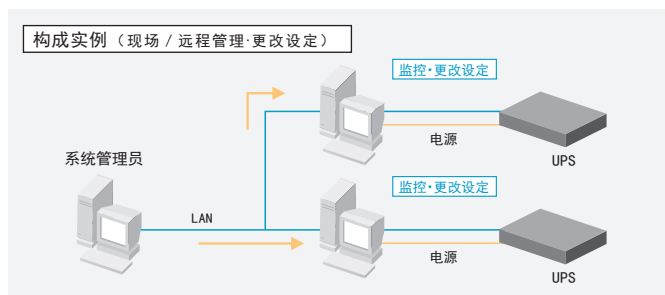 构成实例（现场 / 远程管理·更改设定）
监控·更改设定
电源
UPS
系统管理员
LAN
监控·更改设定
电源
UPS